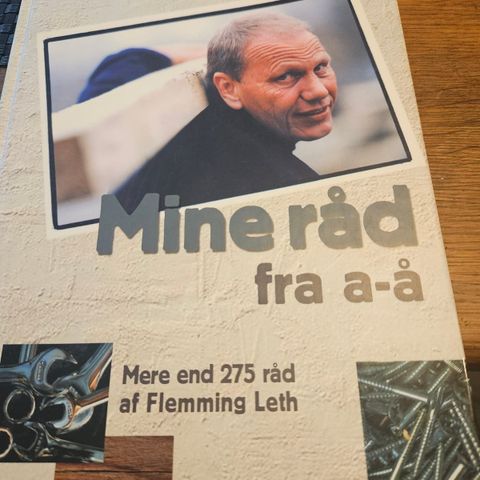 Mine råd
fra a-å
Mere end 275 råd
af Flemming Leth